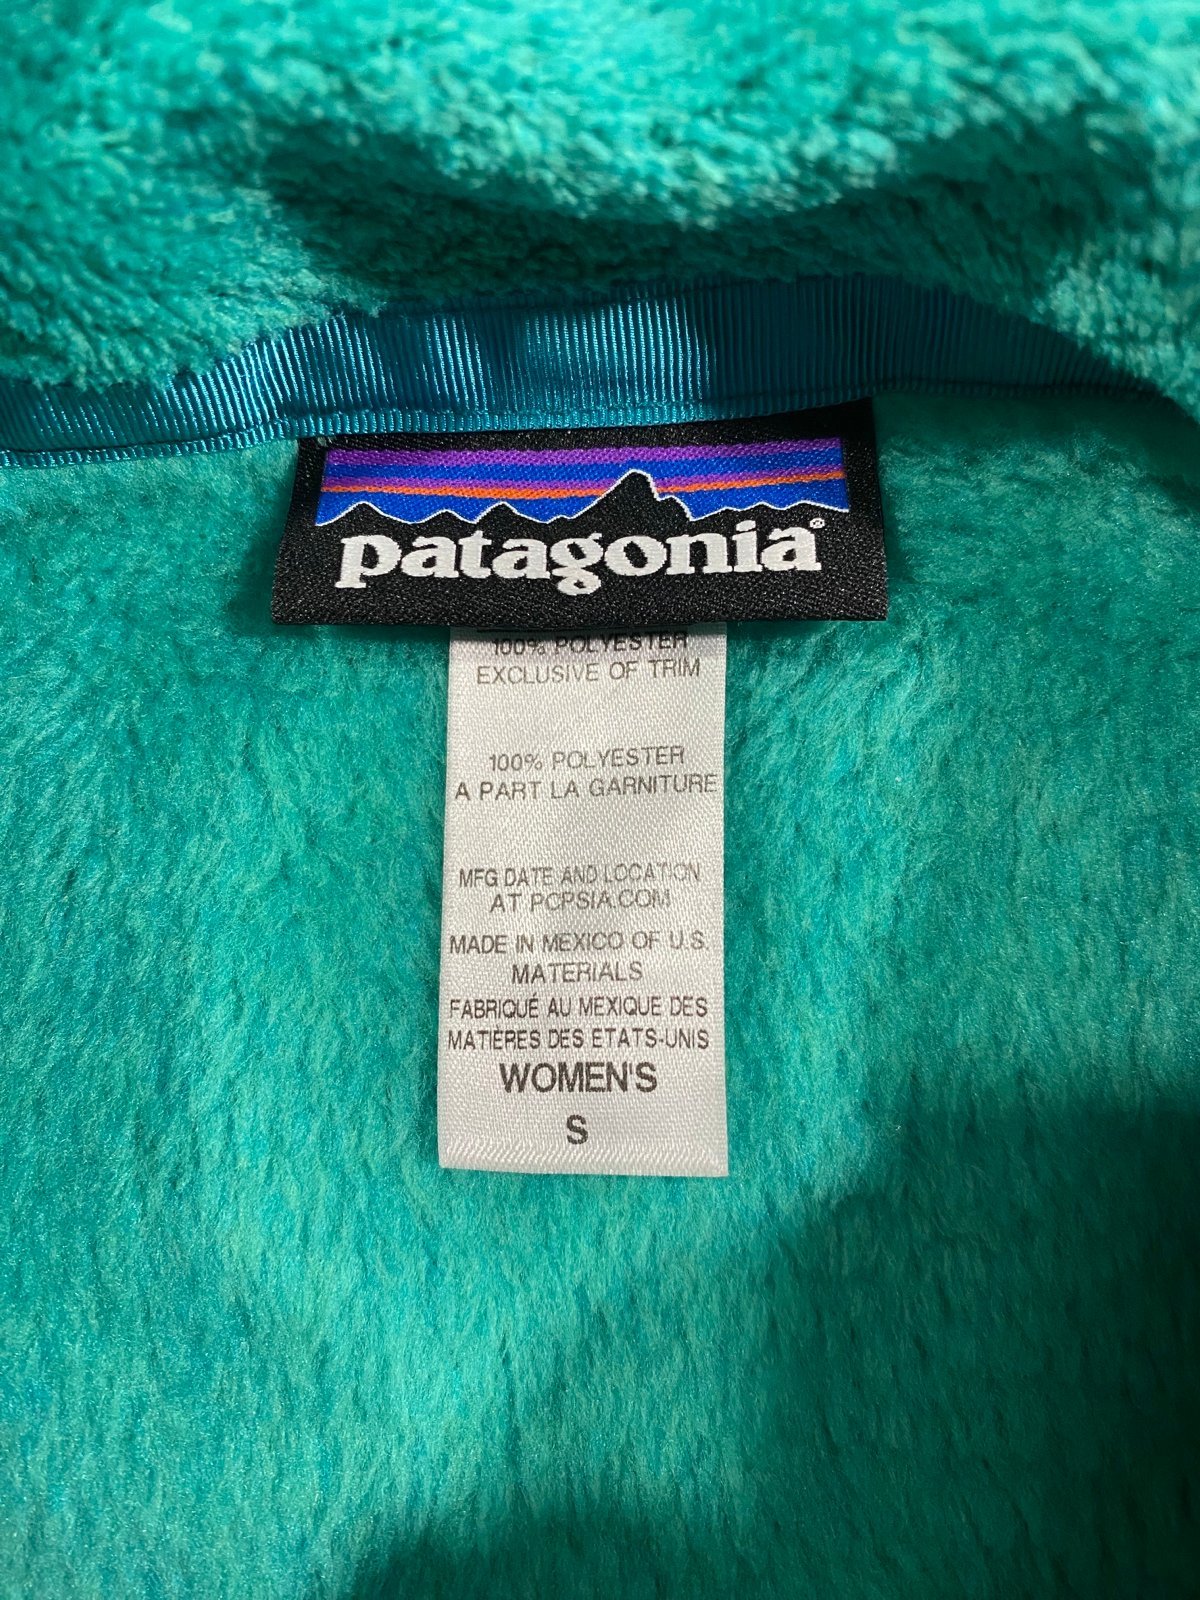 patagonia®
100% POLYESTER
EXCLUSIVE OF TRIM
100% POLYESTER
A PART LA GARNITURE
MFG DATE AND LOCATION
AT PCPSIA.COM
MADE IN MEXICO OF U.S.
MATERIALS
FABRIQUÉ AU MEXIQUE DES
MATIERES DES ETATS-UNIS
WOMEN'S
S